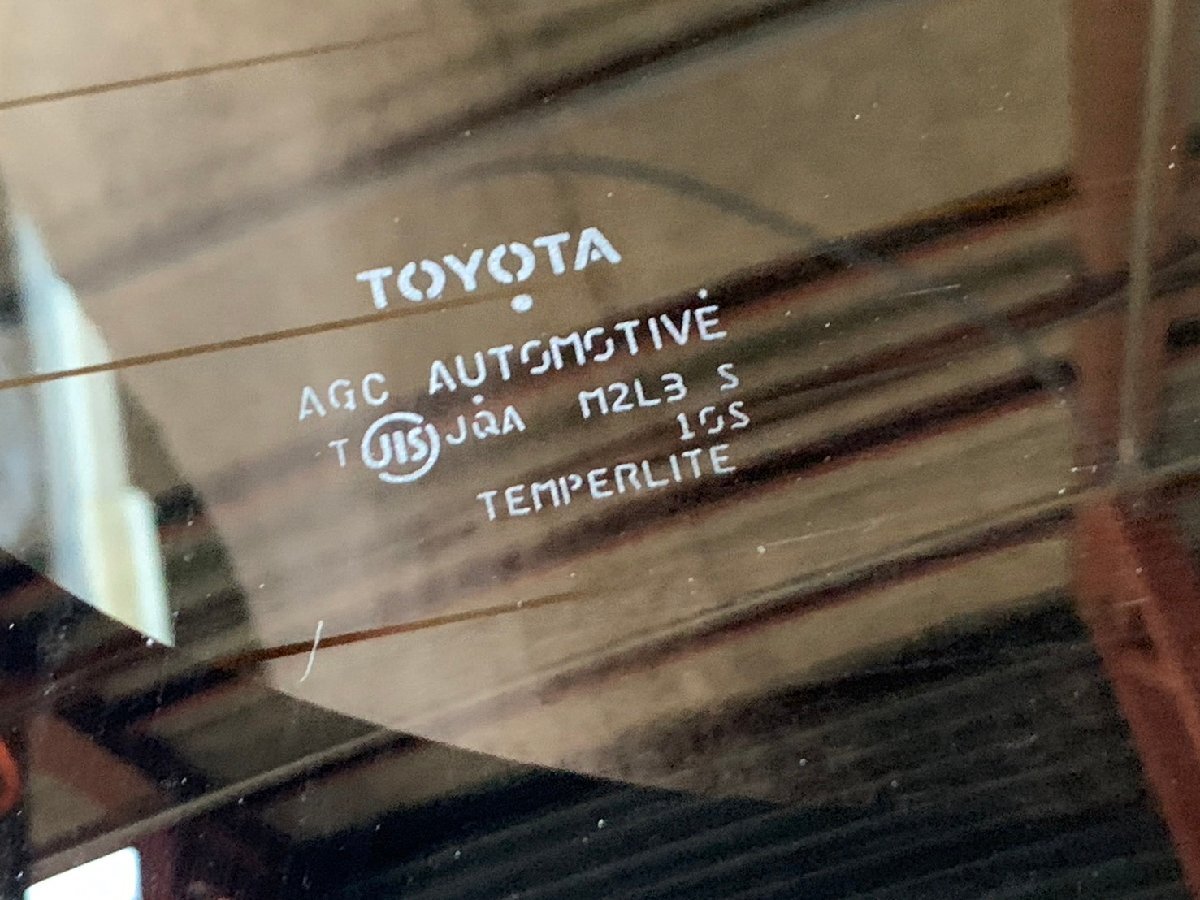 TOYOTA
AGC AUTOMOTIVE
T JIS JQA M2L3 S
10S
TEMPERLITE